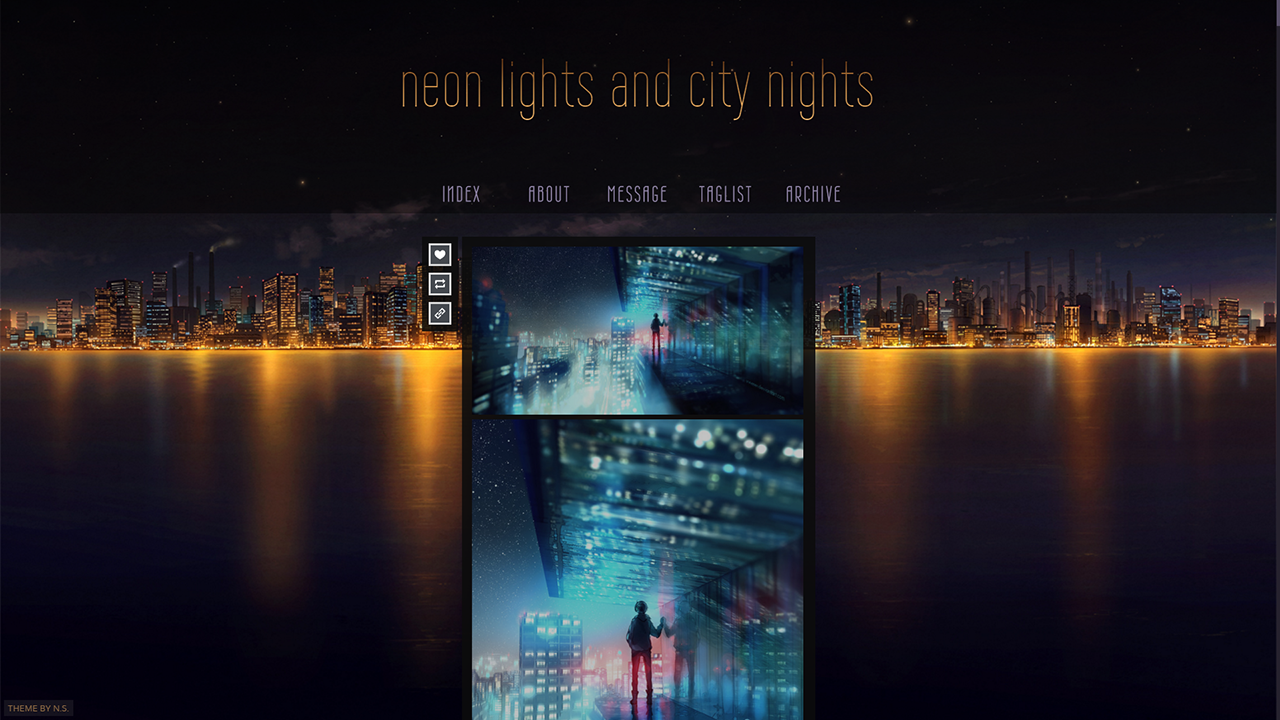 neon lights and city nights
INDEX ABOUT MESSAGE TAGLIST ARCHIVE
THEME BY N.S.